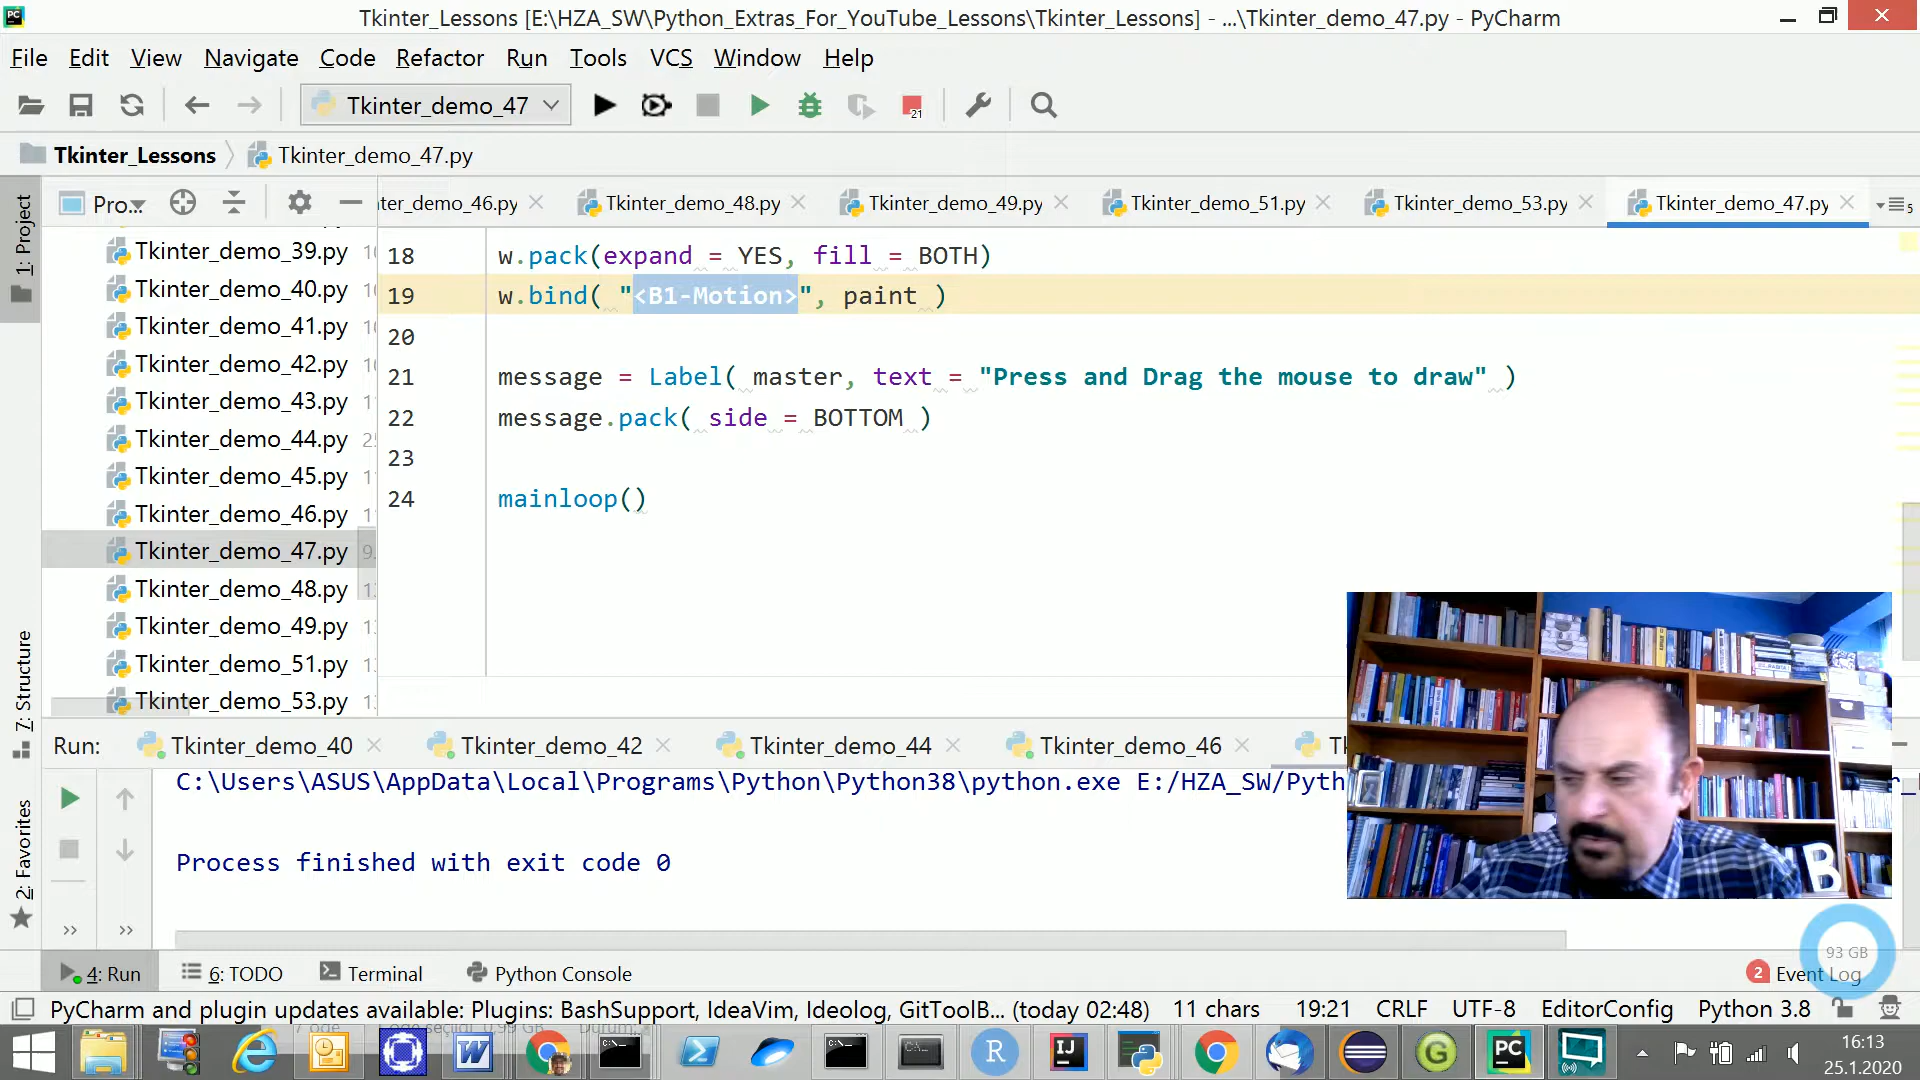 Tkinter_Lessons [E:\HZA_SW\Python_Extras_For_YouTube_Lessons\Tkinter_Lessons] - ...\Tkinter_demo_47.py - PyCharm
File Edit View Navigate Code Refactor Run Tools VCS Window Help
Tkinter_demo_47
21
Tkinter_Lessons Tkinter_demo_47.py
1: Project
Pro...
ter_demo_46.py Tkinter_demo_48.py Tkinter_demo_49.py Tkinter_demo_51.py Tkinter_demo_53.py Tkinter_demo_47.py 5
Tkinter_demo_39.py
Tkinter_demo_40.py
Tkinter_demo_41.py
Tkinter_demo_42.py
Tkinter_demo_43.py
Tkinter_demo_44.py
Tkinter_demo_45.py
Tkinter_demo_46.py
Tkinter_demo_47.py
Tkinter_demo_48.py
Tkinter_demo_49.py
Tkinter_demo_51.py
Tkinter_demo_53.py
18 w.pack(expand = YES, fill = BOTH)
19 w.bind( "<B1-Motion>", paint )
20
21 message = Label( master, text = "Press and Drag the mouse to draw" )
22 message.pack( side = BOTTOM )
23
24 mainloop()
7: Structure
2: Favorites
Run: Tkinter_demo_40 Tkinter_demo_42 Tkinter_demo_44 Tkinter_demo_46
C:\Users\ASUS\AppData\Local\Programs\Python\Python38\python.exe E:/HZA_SW/Pyth
Process finished with exit code 0
B
93 GB
4: Run 6: TODO Terminal Python Console 2 Event Log
PyCharm and plugin updates available: Plugins: BashSupport, IdeaVim, Ideolog, GitToolB... (today 02:48) 11 chars 19:21 CRLF UTF-8 EditorConfig Python 3.8
16:13
25.1.2020